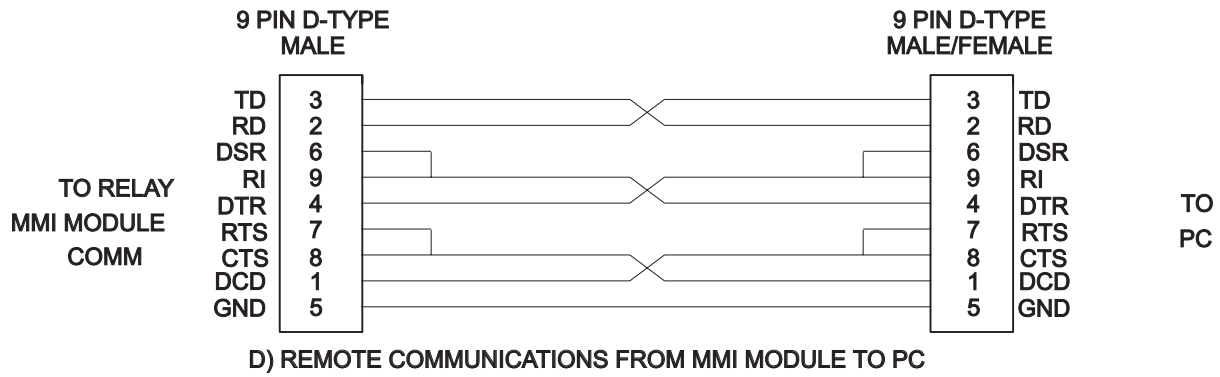 9 PIN D-TYPE
MALE
9 PIN D-TYPE
MALE/FEMALE
TD 3
RD 2
DSR 6
RI 9
DTR 4
RTS 7
CTS 8
DCD 1
GND 5
TO RELAY
MMI MODULE
COMM
3 TD
2 RD
6 DSR
9 RI
4 DTR
7 RTS
8 CTS
1 DCD
5 GND
TO
PC
D) REMOTE COMMUNICATIONS FROM MMI MODULE TO PC